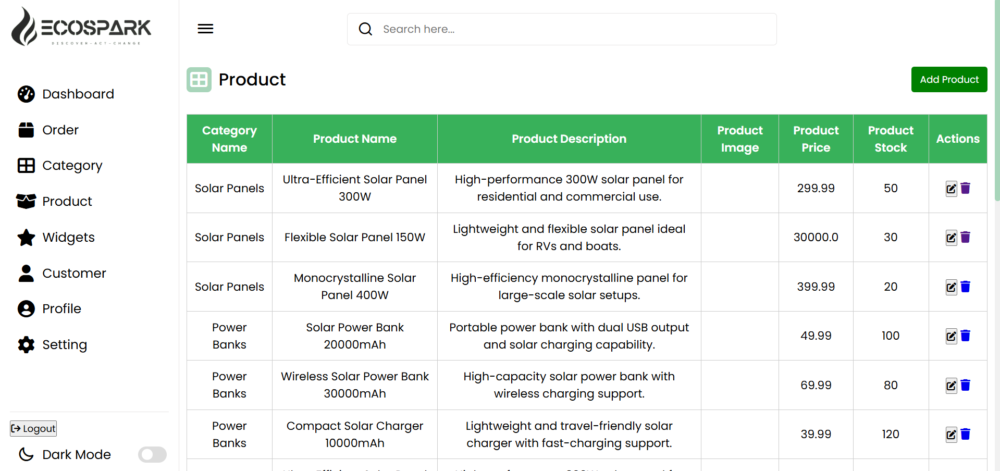 ECOSPARK
DISCOVER-ACT-CHANGE
Search here...
Dashboard
Order
Category
Product
Widgets
Customer
Profile
Setting
Logout
Dark Mode
Product
Add Product
Category
Name
Product Name
Product Description
Product
Image
Product
Price
Product
Stock
Actions
Solar Panels
Ultra-Efficient Solar Panel
300W
High-performance 300W solar panel for
residential and commercial use.
299.99
50
Solar Panels
Flexible Solar Panel 150W
Lightweight and flexible solar panel ideal
for RVs and boats.
30000.0
30
Solar Panels
Monocrystalline Solar
Panel 400W
High-efficiency monocrystalline panel for
large-scale solar setups.
399.99
20
Power
Banks
Solar Power Bank
20000mAh
Portable power bank with dual USB output
and solar charging capability.
49.99
100
Power
Banks
Wireless Solar Power Bank
30000mAh
High-capacity solar power bank with
wireless charging support.
69.99
80
Power
Banks
Compact Solar Charger
10000mAh
Lightweight and travel-friendly solar
charger with fast-charging support.
39.99
120